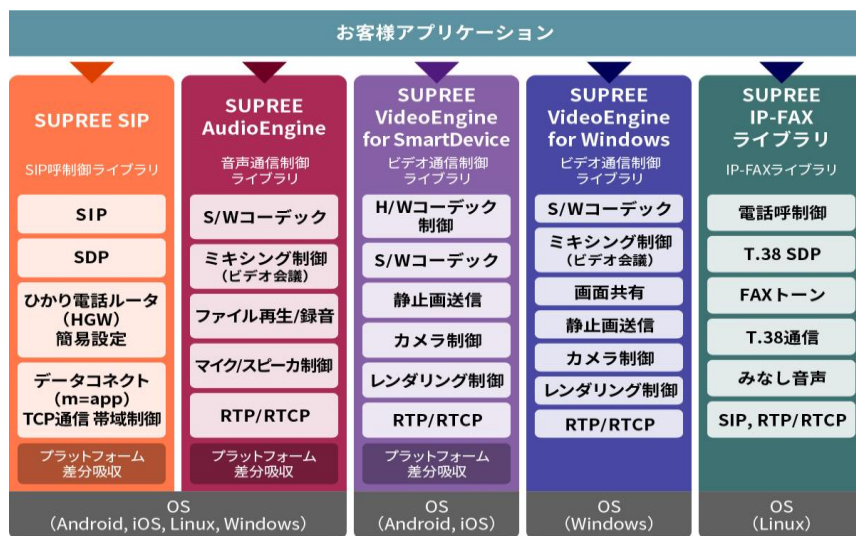 お客様アプリケーション
SUPREE SIP
SIP呼制御ライブラリ
SIP
SDP
ひかり電話ルータ
（HGW）
簡易設定
データコネクト
（m=app）
TCP通信 帯域制御
プラットフォーム
差分吸収
SUPREE
AudioEngine
音声通信制御
ライブラリ
S/Wコーデック
ミキシング制御
（ビデオ会議）
ファイル再生/録音
マイク/スピーカ制御
RTP/RTCP
プラットフォーム
差分吸収
OS
（Android, iOS, Linux, Windows）
SUPREE
VideoEngine
for SmartDevice
ビデオ通信制御
ライブラリ
H/Wコーデック
制御
S/Wコーデック
静止画送信
カメラ制御
レンダリング制御
RTP/RTCP
プラットフォーム
差分吸収
OS
（Android, iOS）
SUPREE
VideoEngine
for Windows
ビデオ通信制御
ライブラリ
S/Wコーデック
ミキシング制御
（ビデオ会議）
画面共有
静止画送信
カメラ制御
レンダリング制御
RTP/RTCP
OS
（Windows）
SUPREE
IP-FAX
ライブラリ
IP-FAXライブラリ
電話呼制御
T.38 SDP
FAXトーン
T.38通信
みなし音声
SIP, RTP/RTCP
OS
（Linux）